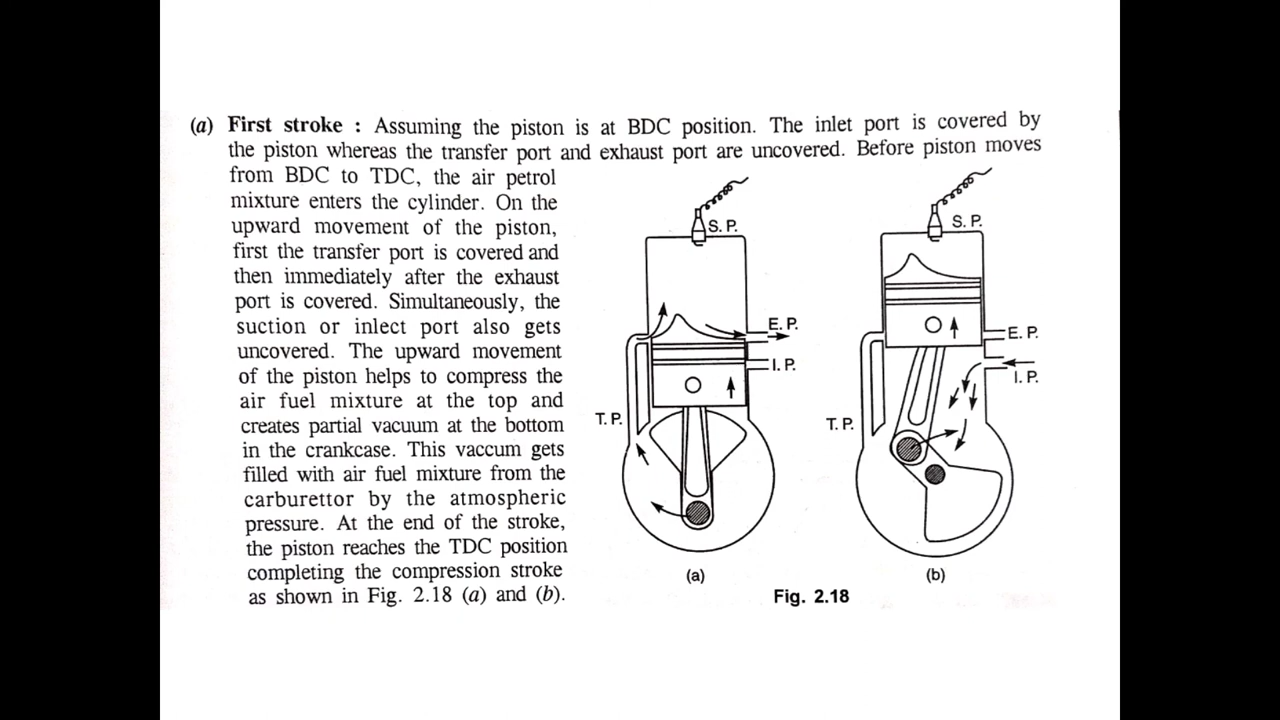 (a) First stroke : Assuming the piston is at BDC position. The inlet port is covered by
the piston whereas the transfer port and exhaust port are uncovered. Before piston moves
from BDC to TDC, the air petrol
mixture enters the cylinder. On the
upward movement of the piston,
first the transfer port is covered and
then immediately after the exhaust
port is covered. Simultaneously, the
suction or inlect port also gets
uncovered. The upward movement
of the piston helps to compress the
air fuel mixture at the top and
creates partial vacuum at the bottom
in the crankcase. This vaccum gets
filled with air fuel mixture from the
carburettor by the atmospheric
pressure. At the end of the stroke,
the piston reaches the TDC position
completing the compression stroke
as shown in Fig. 2.18 (a) and (b).
S. P.
E. P.
I. P.
T. P.
(a)
S. P.
E. P.
I. P.
T. P.
(b)
Fig. 2.18